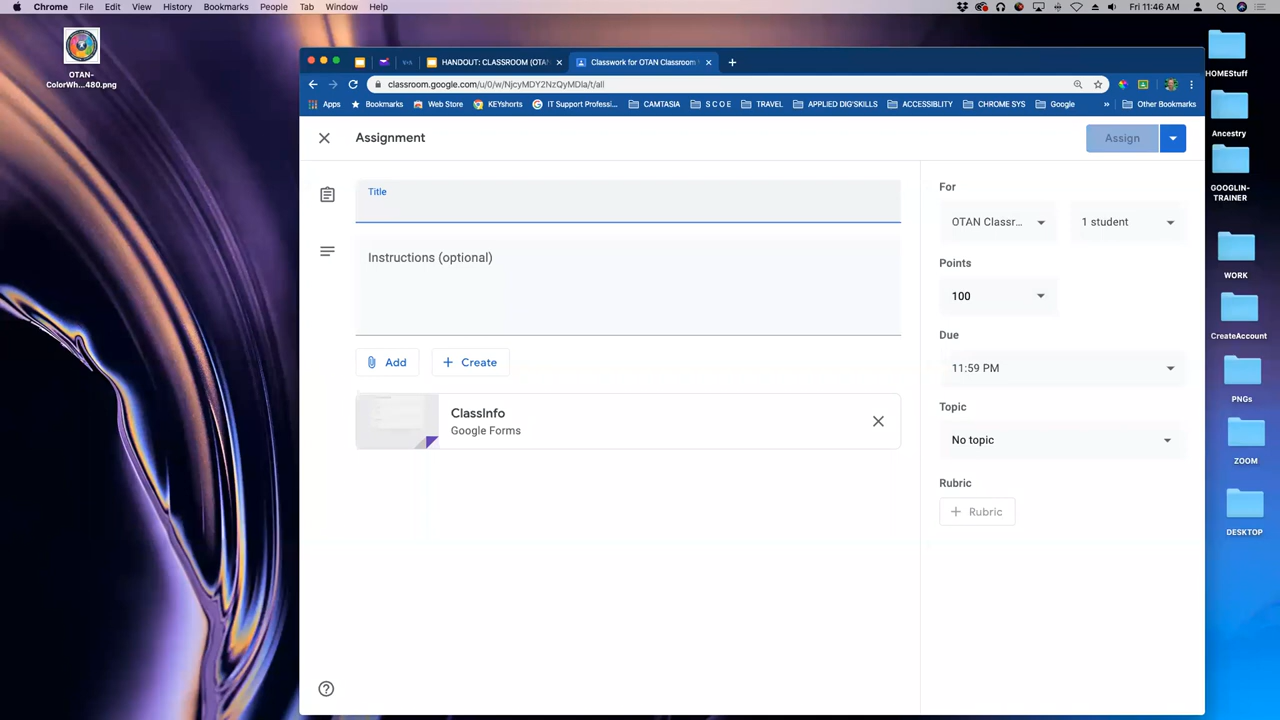 Chrome File Edit View History Bookmarks People Tab Window Help
Fri 11:46 AM
OTAN-
ColorWh...480.png
HANDOUT: CLASSROOM (OTAN
Classwork for OTAN Classroom
classroom.google.com/u/0/w/NjcyMDY2NzQyMDla/t/all
Apps Bookmarks Web Store KEYshorts IT Support Professi... CAMTASIA S C O E TRAVEL APPLIED DIG'SKILLS ACCESSIBLITY CHROME SYS Google » Other Bookmarks
Assignment
Assign
Title
Instructions (optional)
Add
Create
ClassInfo
Google Forms
For
OTAN Classr...
1 student
Points
100
Due
11:59 PM
Topic
No topic
Rubric
Rubric
HOMEStuff
Ancestry
GOOGLIN-
TRAINER
WORK
CreateAccount
PNGs
ZOOM
DESKTOP